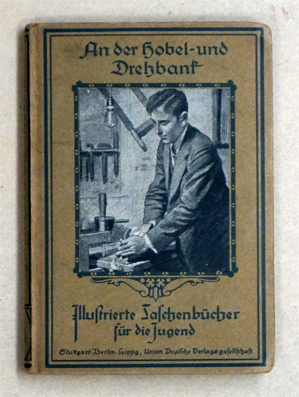 An der Hobel- und
Drehbank
Illustrierte Taschenbücher
für die Jugend
Stuttgart-Berlin-Leipzig, Union Deutsche Verlagsgesellschaft